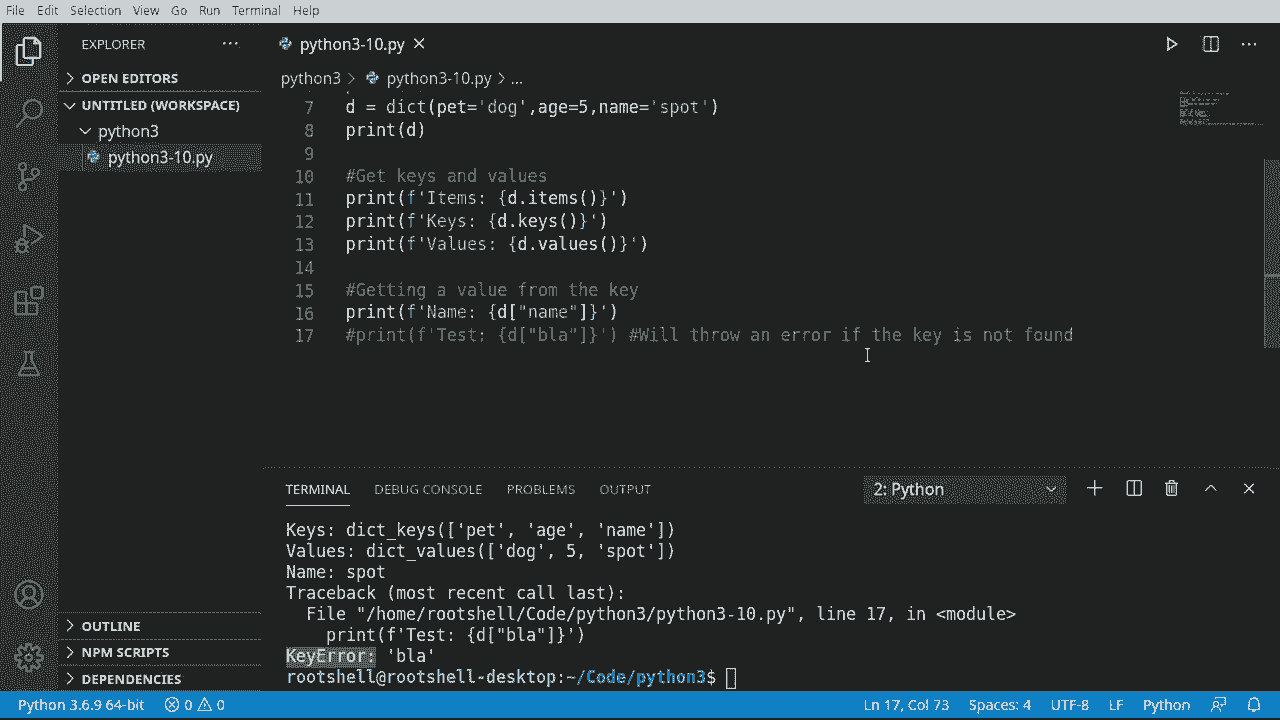 File Edit Selection View Go Run Terminal Help
EXPLORER ...
python3-10.py
python3 > python3-10.py > ...
OPEN EDITORS
UNTITLED (WORKSPACE)
python3
python3-10.py
7 d = dict(pet='dog',age=5,name='spot')
8 print(d)
9
10 #Get keys and values
11 print(f'Items: {d.items()}')
12 print(f'Keys: {d.keys()}')
13 print(f'Values: {d.values()}')
14
15 #Getting a value from the key
16 print(f'Name: {d["name"]}')
17 #print(f'Test: {d["bla"]}') #Will throw an error if the key is not found
TERMINAL DEBUG CONSOLE PROBLEMS OUTPUT 2: Python
Keys: dict_keys(['pet', 'age', 'name'])
Values: dict_values(['dog', 5, 'spot'])
Name: spot
Traceback (most recent call last):
File "/home/rootshell/Code/python3/python3-10.py", line 17, in <module>
print(f'Test: {d["bla"]}')
KeyError: 'bla'
rootshell@rootshell-desktop:~/Code/python3$
OUTLINE
NPM SCRIPTS
DEPENDENCIES
Python 3.6.9 64-bit 0 0 Ln 17, Col 73 Spaces: 4 UTF-8 LF Python